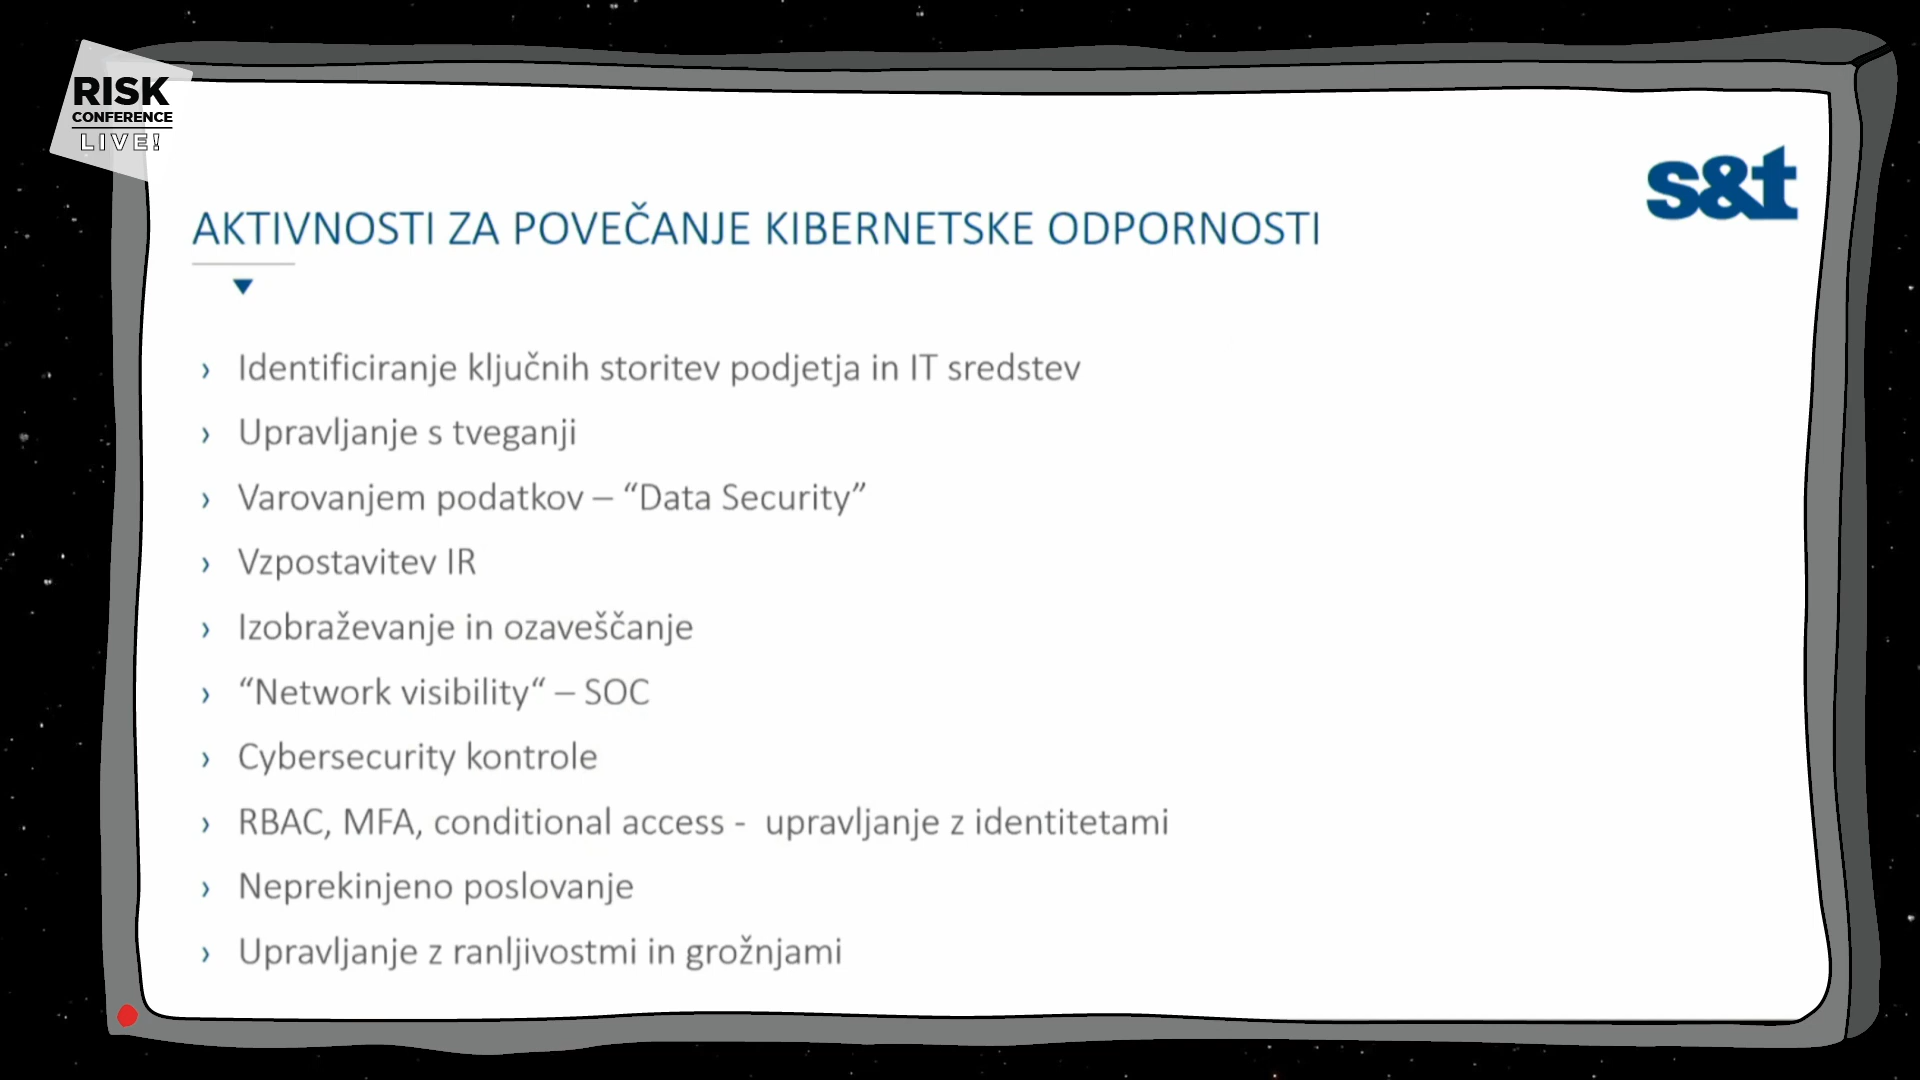 RISK
CONFERENCE
LIVE!
s&t
AKTIVNOSTI ZA POVEČANJE KIBERNETSKE ODPORNOSTI
› Identificiranje ključnih storitev podjetja in IT sredstev
› Upravljanje s tveganji
› Varovanjem podatkov – “Data Security”
› Vzpostavitev IR
› Izobraževanje in ozaveščanje
› “Network visibility“ – SOC
› Cybersecurity kontrole
› RBAC, MFA, conditional access -  upravljanje z identitetami
› Neprekinjeno poslovanje
› Upravljanje z ranljivostmi in grožnjami